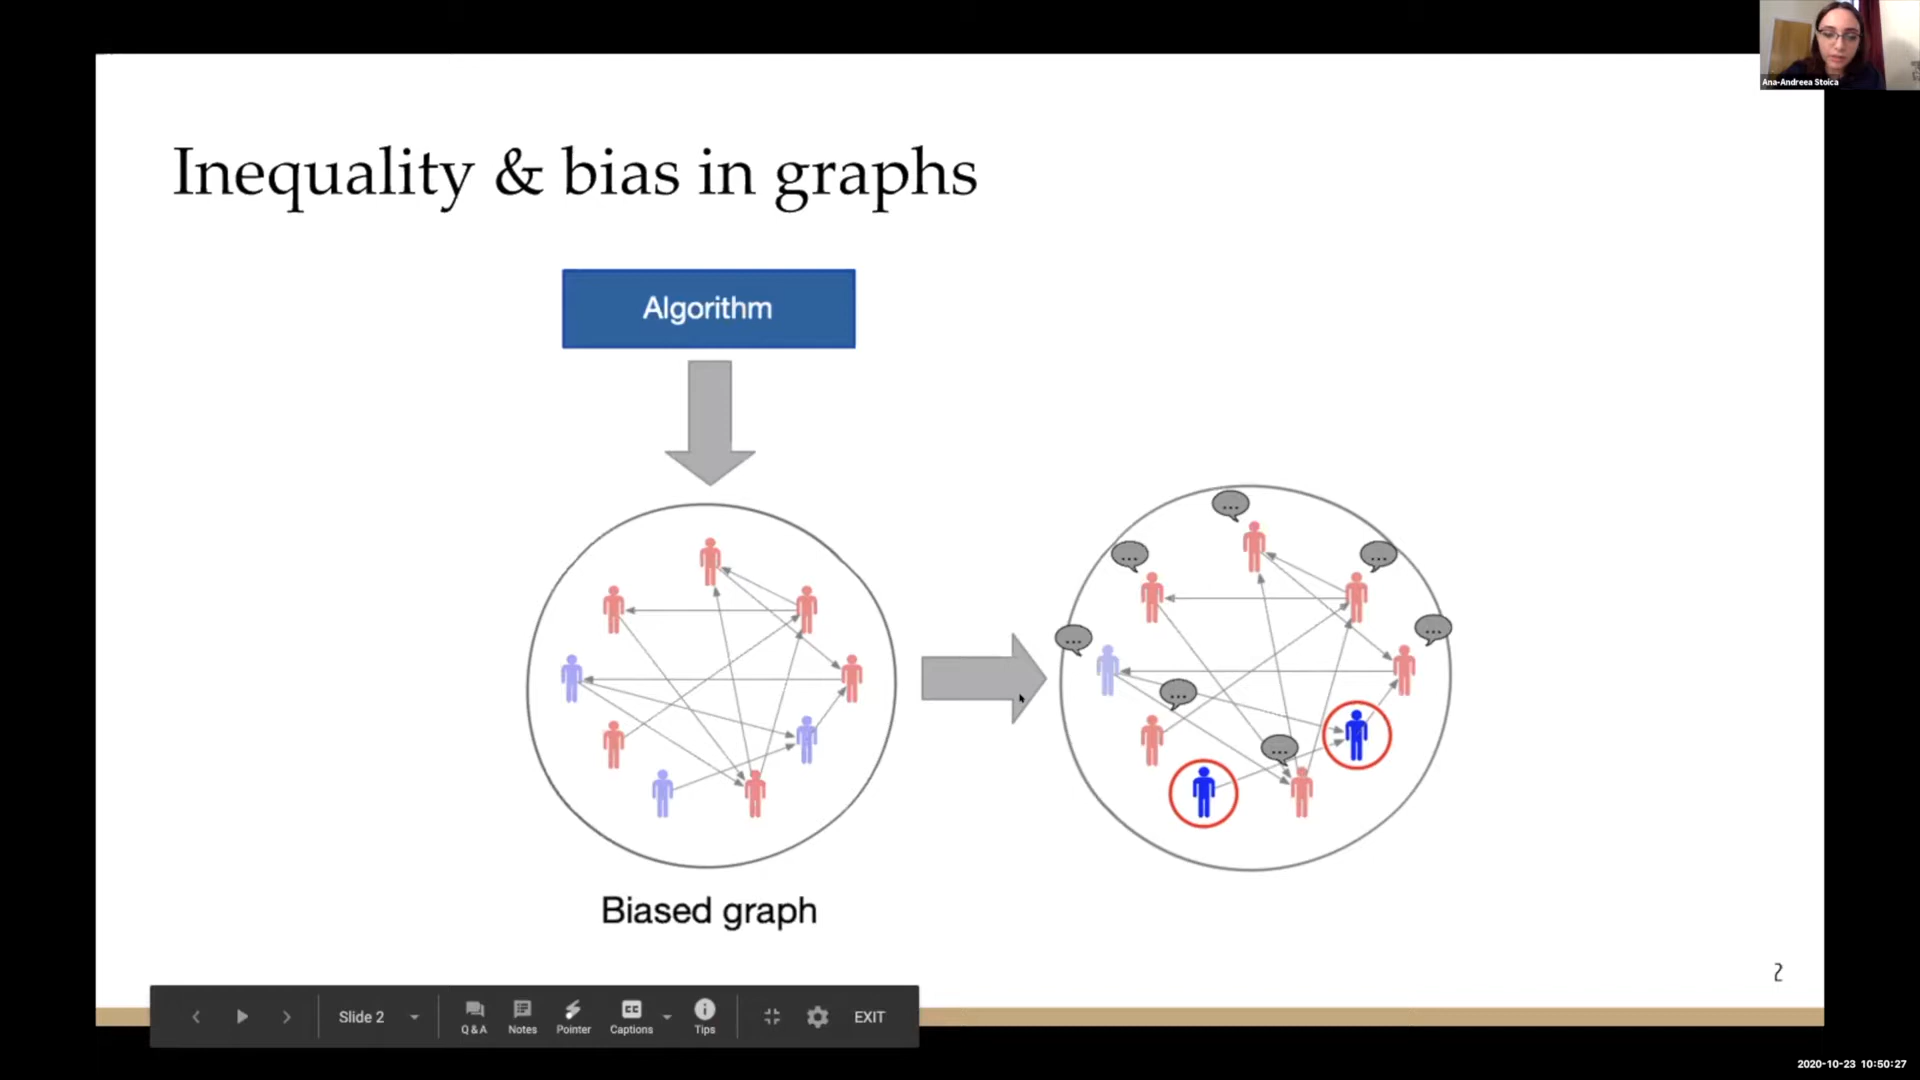 Ana-Andreea Stoica
Inequality & bias in graphs
Algorithm
...
...
...
...
...
...
...
Biased graph
2
Slide 2
Q&A
Notes
Pointer
CC
Captions
Tips
EXIT
2020-10-23 10:50:27